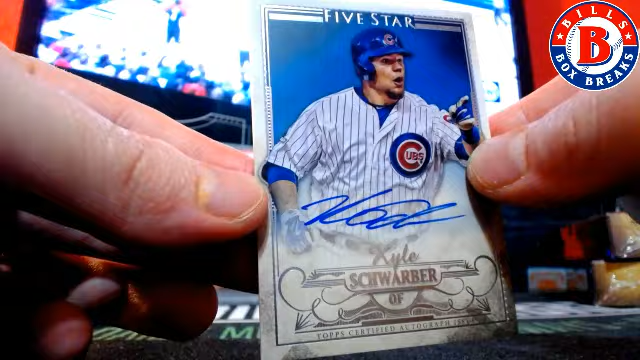 FIVE STAR
BILLS
B
BOX BREAKS
CUBS
Kyle
SCHWARBER
OF
TOPPS CERTIFIED AUTOGRAPH ISSUE